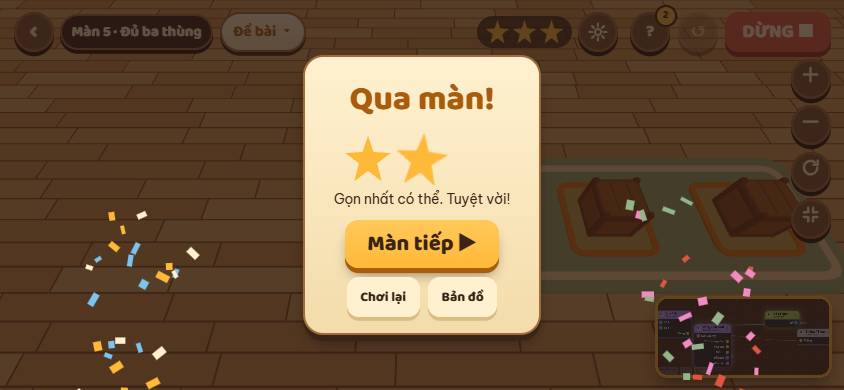 Màn 5 · Đủ ba thùng
Đề bài
?
2
DỪNG
Qua màn!
Gọn nhất có thể. Tuyệt vời!
Màn tiếp
Chơi lại
Bản đồ